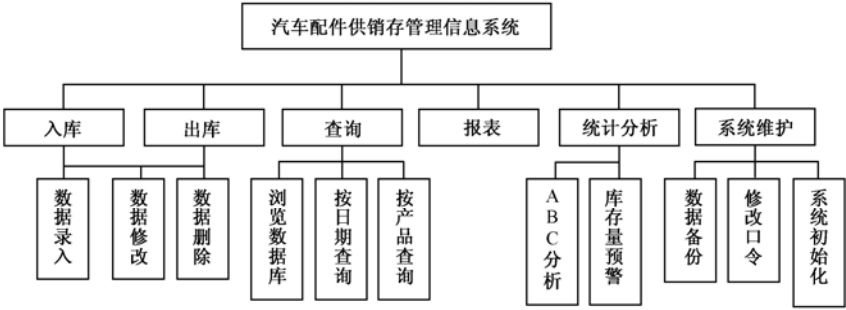 汽车配件供销存管理信息系统
入库
出库
查询
报表
统计分析
系统维护
数据录入
数据修改
数据删除
浏览数据库
按日期查询
按产品查询
ABC分析
库存量预警
数据备份
修改口令
系统初始化